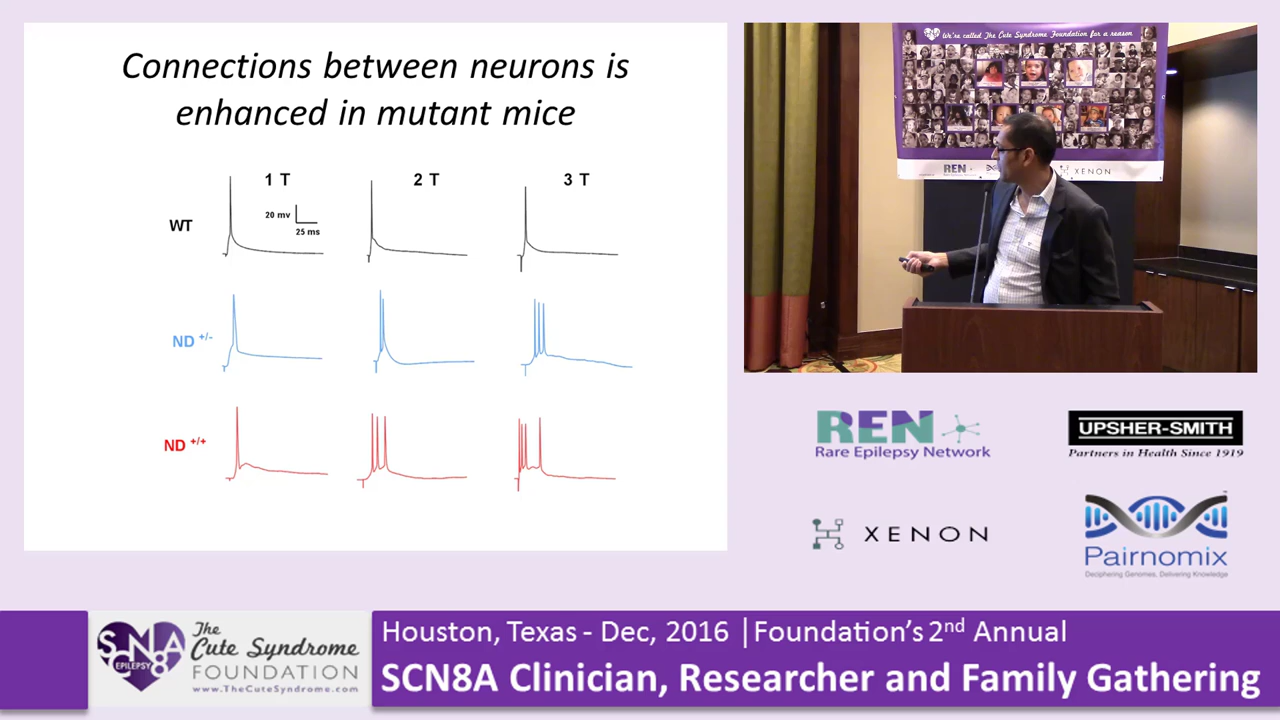 Connections between neurons is
enhanced in mutant mice
1 T
2 T
3 T
WT
20 mv
25 ms
ND +/-
ND +/+
We're called The Cute Syndrome Foundation for a reason
REN
XENON
REN
Rare Epilepsy Network
UPSHER-SMITH
Partners in Health Since 1919
XENON
Pairnomix
Deciphering Genomes, Delivering Knowledge
SCN8A
EPILEPSY
The
Cute Syndrome
FOUNDATION
www.TheCuteSyndrome.com
Houston, Texas - Dec, 2016 | Foundation's 2nd Annual
SCN8A Clinician, Researcher and Family Gathering